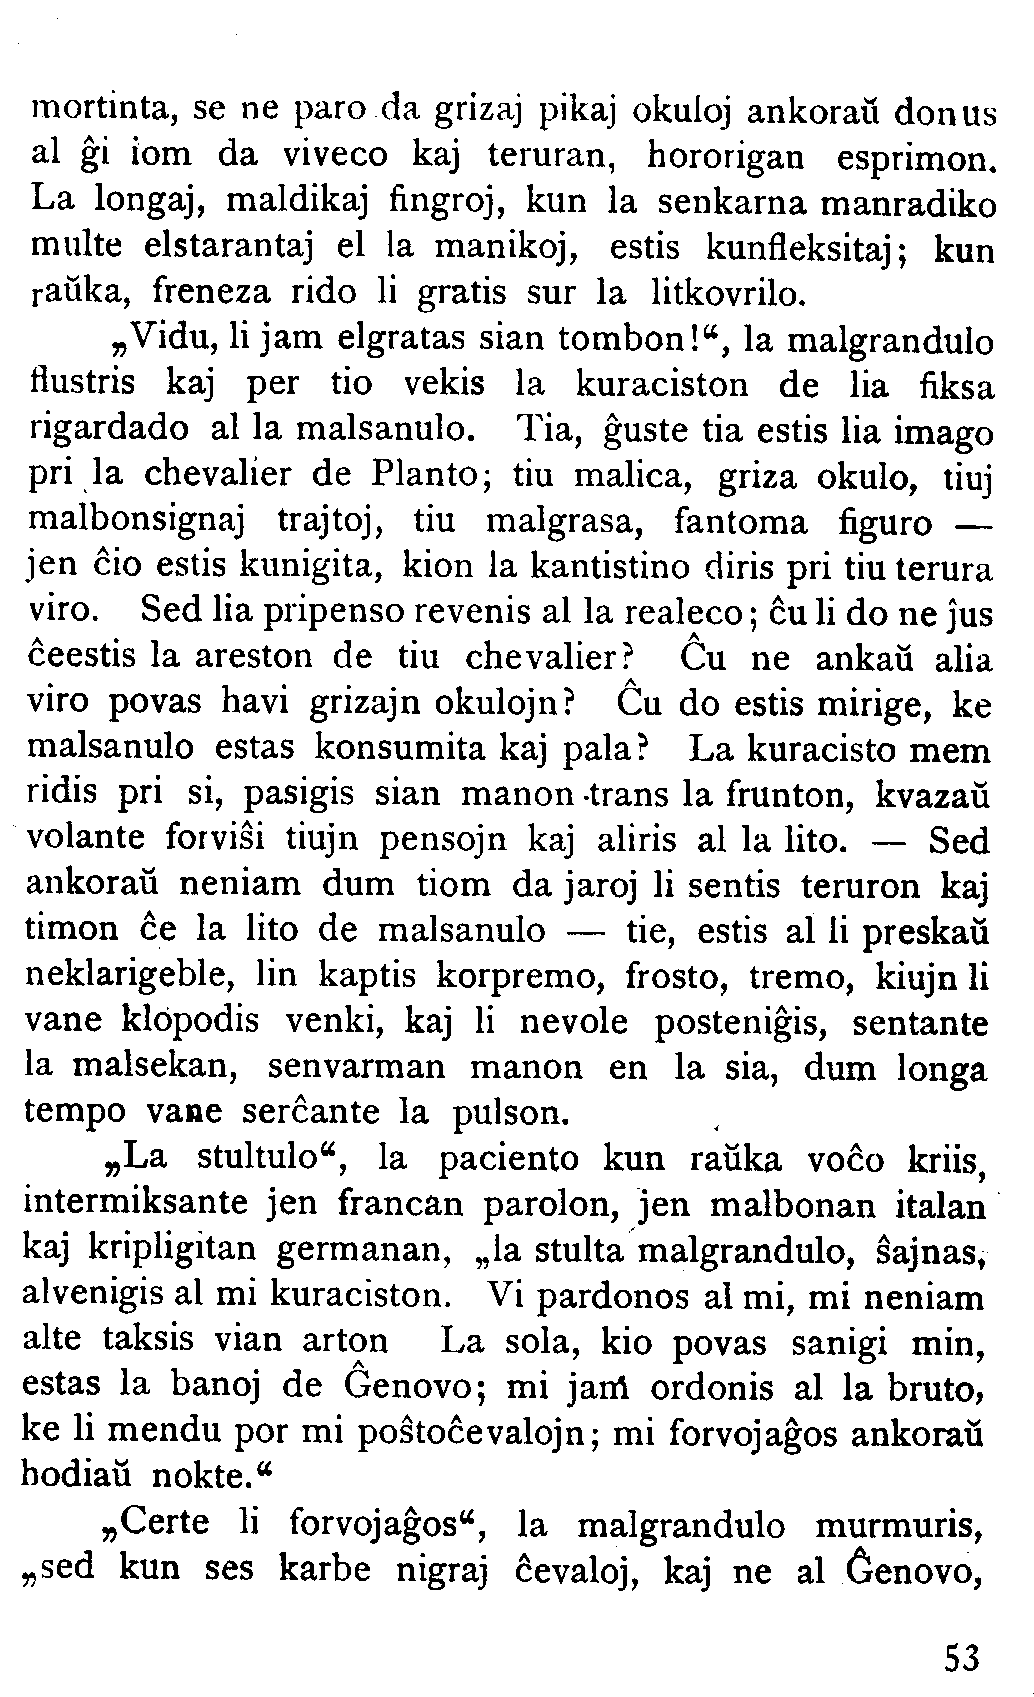 mortinta, se ne paro da grizaj pikaj okuloj ankoraŭ donus
al ĝi iom da viveco kaj teruran, hororigan esprimon.
La longaj, maldikaj fingroj, kun la senkarna manradiko
multe elstarantaj el la manikoj, estis kunfleksitaj; kun
raŭka, freneza rido li gratis sur la litkovrilo.
„Vidu, li jam elgratas sian tombon!“, la malgrandulo
flustris kaj per tio vekis la kuraciston de lia fiksa
rigardado al la malsanulo. Tia, ĝuste tia estis lia imago
pri la chevalier de Planto; tiu malica, griza okulo, tiuj
malbonsignaj trajtoj, tiu malgrasa, fantoma figuro —
jen ĉio estis kunigita, kion la kantistino diris pri tiu terura
viro. Sed lia pripenso revenis al la realeco; ĉu li do ne ĵus
ĉeestis la areston de tiu chevalier? Ĉu ne ankaŭ alia
viro povas havi grizajn okulojn? Ĉu do estis mirige, ke
malsanulo estas konsumita kaj pala? La kuracisto mem
ridis pri si, pasigis sian manon trans la frunton, kvazaŭ
volante forviŝi tiujn pensojn kaj aliris al la lito. — Sed
ankoraŭ neniam dum tiom da jaroj li sentis teruron kaj
timon ĉe la lito de malsanulo — tie, estis al li preskaŭ
neklarigeble, lin kaptis korpremo, frosto, tremo, kiujn li
vane klopodis venki, kaj li nevole posteniĝis, sentante
la malsekan, senvarman manon en la sia, dum longa
tempo vane serĉante la pulson.
„La stultulo“, la paciento kun raŭka voĉo kriis,
intermiksante jen francan parolon, jen malbonan italan
kaj kripligitan germanan, „la stulta malgrandulo, ŝajnas,
alvenigis al mi kuraciston. Vi pardonos al mi, mi neniam
alte taksis vian arton La sola, kio povas sanigi min,
estas la banoj de Ĝenovo; mi jam ordonis al la bruto,
ke li mendu por mi poŝtoĉevalojn; mi forvojaĝos ankoraŭ
hodiaŭ nokte.“
„Certe li forvojaĝos“, la malgrandulo murmuris,
„sed kun ses karbe nigraj ĉevaloj, kaj ne al Ĝenovo,
53